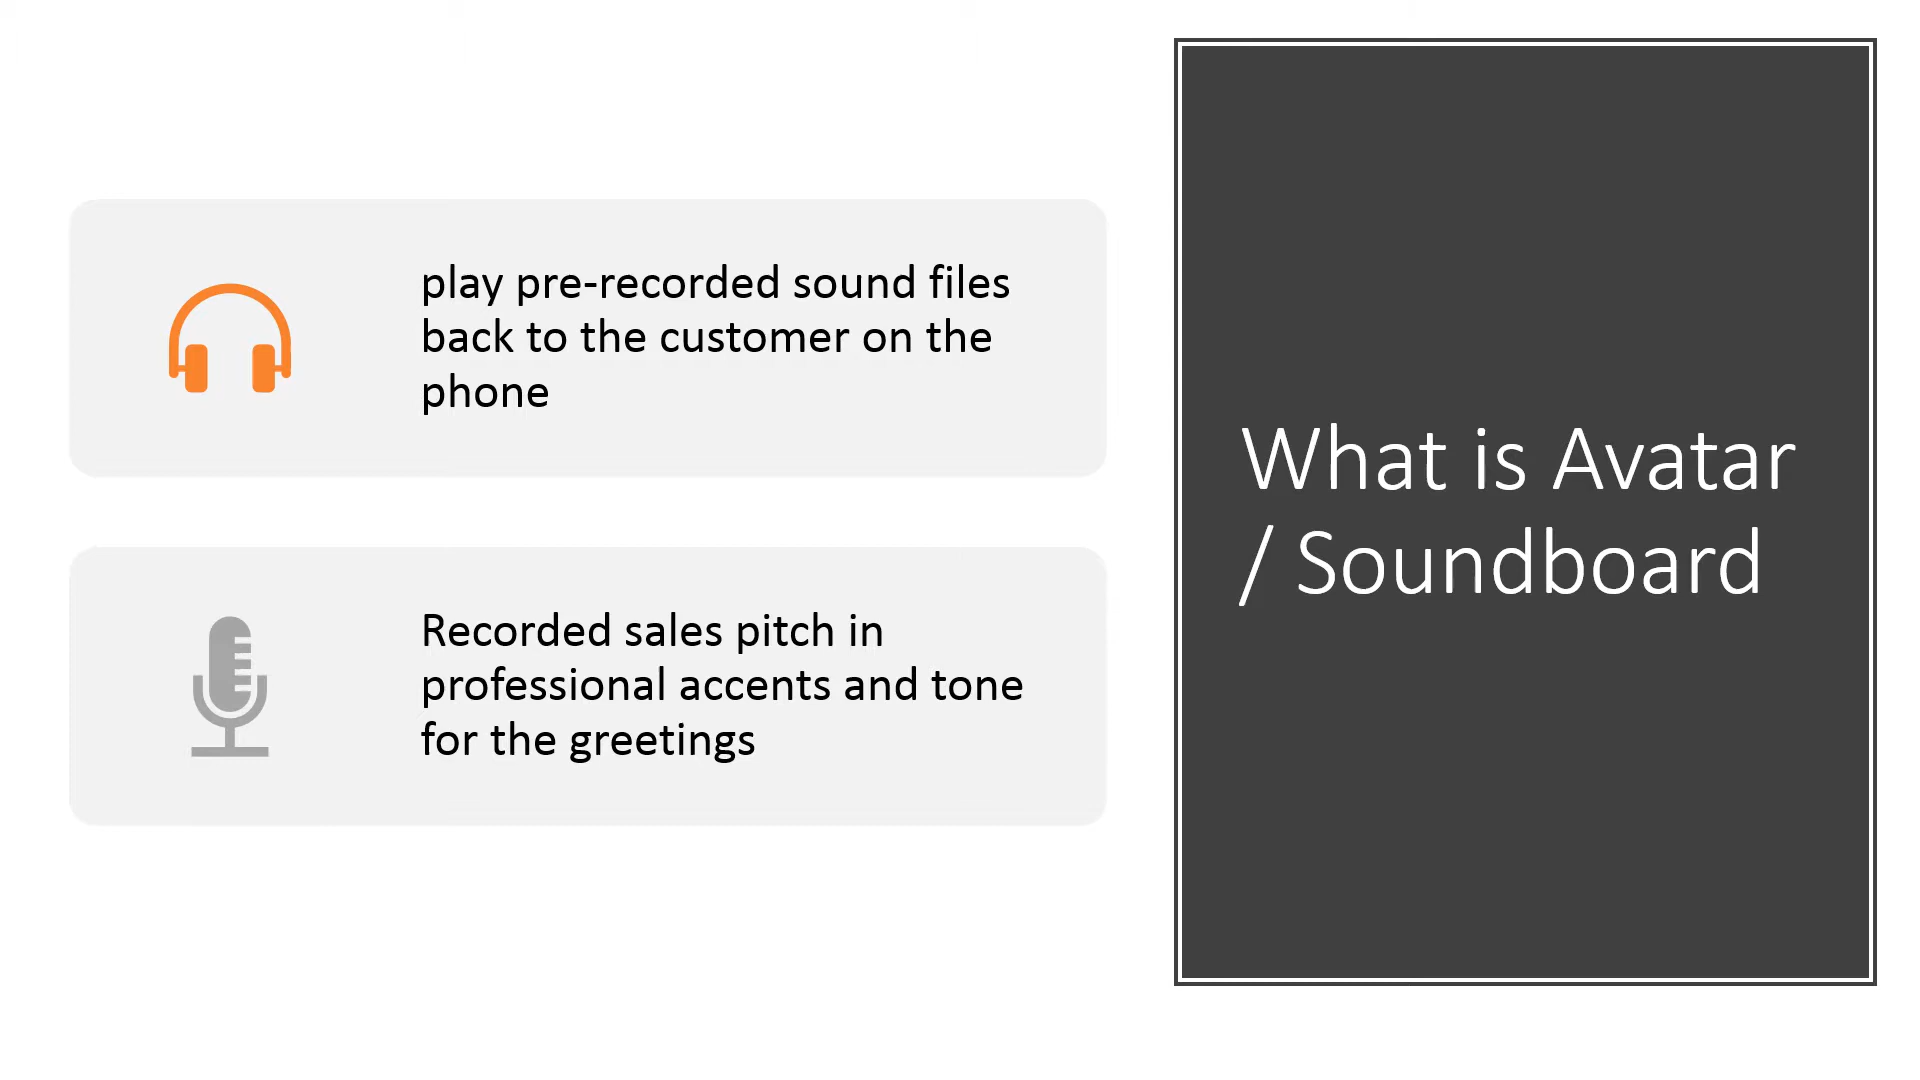 play pre-recorded sound files
back to the customer on the
phone
Recorded sales pitch in
professional accents and tone
for the greetings
What is Avatar
/ Soundboard